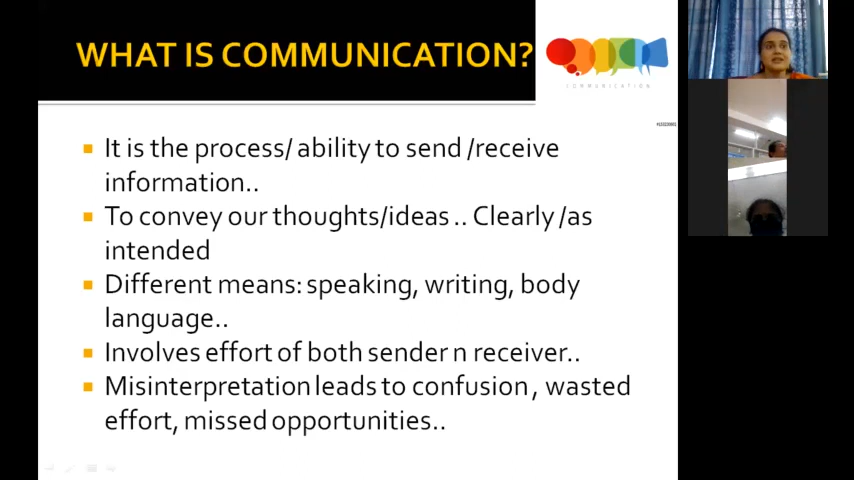 WHAT IS COMMUNICATION?
COMMUNICATION
It is the process/ ability to send /receive
information..
To convey our thoughts/ideas .. Clearly /as
intended
Different means: speaking, writing, body
language..
Involves effort of both sender n receiver..
Misinterpretation leads to confusion , wasted
effort, missed opportunities..